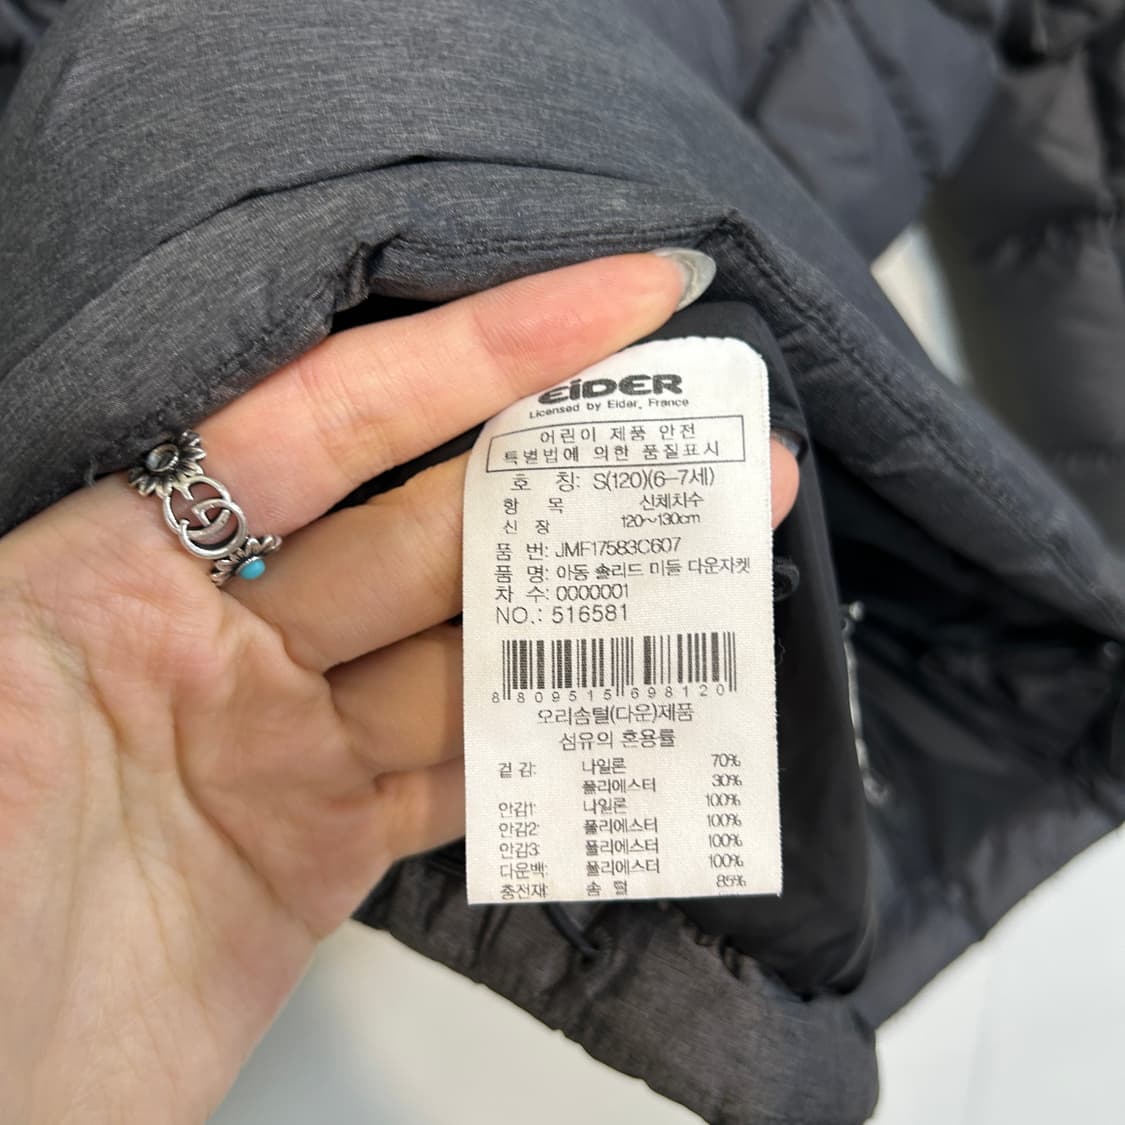 EiDER
Licensed by Eider, France
어린이 제품 안전
특별법에 의한 품질표시
호 칭: S(120)(6-7세)
항 목 신체치수
신 장 120~130cm
품 번: JMF17583C607
품 명: 아동 솔리드 미들 다운자켓
차 수: 0000001
NO.: 516581
8 809515 698120
오리솜털(다운)제품
섬유의 혼용률
겉감: 나일론 70%
폴리에스터 30%
안감1: 나일론 100%
안감2: 폴리에스터 100%
안감3: 폴리에스터 100%
다운백: 폴리에스터 100%
충전재: 솜 털 85%